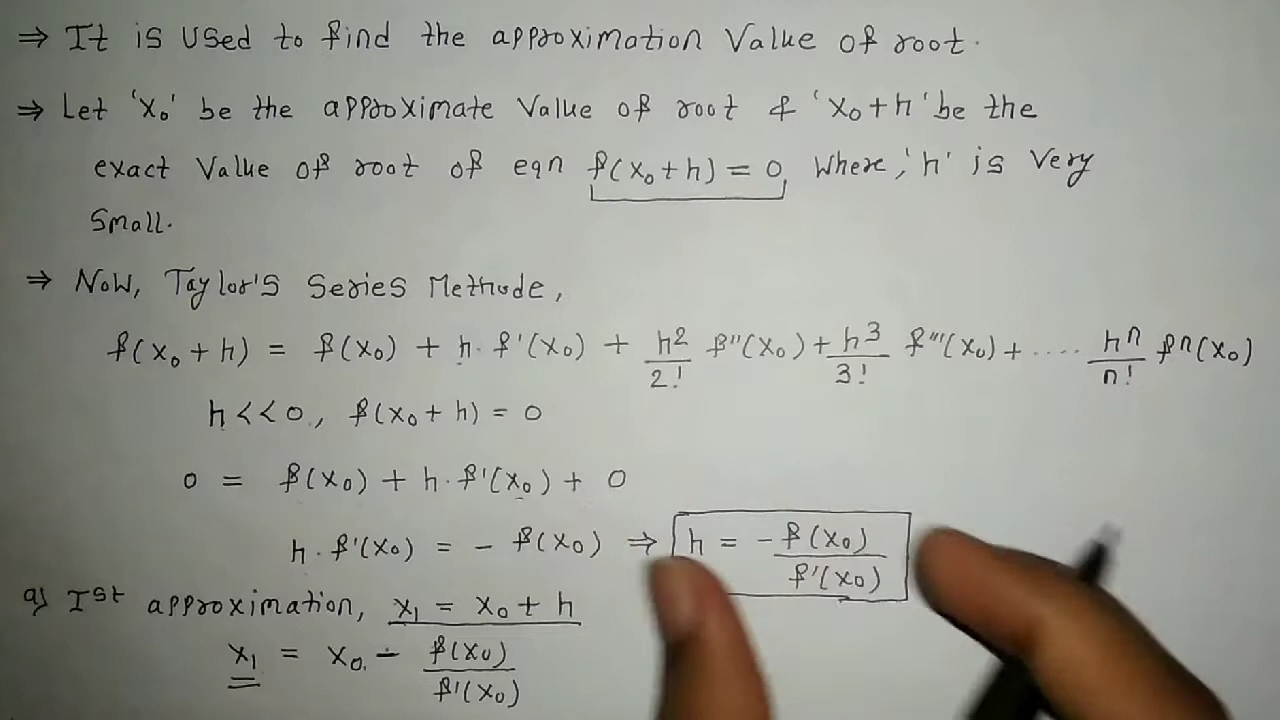 ⇒ It is used to find the approximation Value of root.
⇒ Let 'x₀' be the approximate Value of root & 'x₀+h' be the
exact Value of root of eqn f(x₀+h) = 0, Where, 'h' is Very
Small.
⇒ Now, Taylor's Series Methode,
f(x₀+h) = f(x₀) + h. f'(x₀) + h²/2! f''(x₀) + h³/3! f'''(x₀) + .... hⁿ/n! fⁿ(x₀)
h<<0, f(x₀+h) = 0
0 = f(x₀) + h.f'(x₀) + 0
h. f'(x₀) = - f(x₀) ⇒ h = - f(x₀)/f'(x₀)
a) Ist approximation, x₁ = x₀ + h
x₁ = x₀ - f(x₀)/f'(x₀)